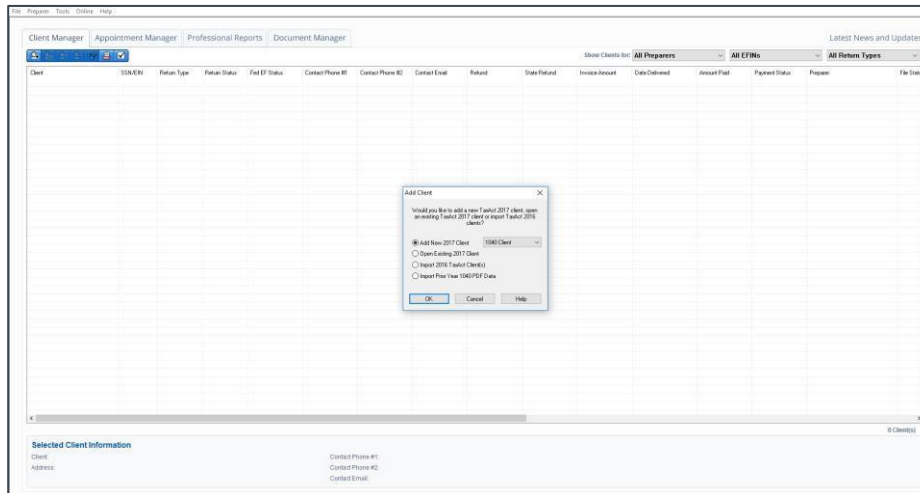 File Preparer Tools Online Help
Client Manager Appointment Manager Professional Reports Document Manager Latest News and Updates
Show Clients for: All Preparers All EFINs All Return Types
Client SSN/EIN Return Type Return Status Fed EF Status Contact Phone #1 Contact Phone #2 Contact Email Refund State Refund Invoice Amount Date Delivered Amount Paid Payment Status Preparer File Stat
Add Client
Would you like to add a new TaxAct 2017 client, open
an existing TaxAct 2017 client or import TaxAct 2016
clients?
Add New 2017 Client 1040 Client
Open Existing 2017 Client
Import 2016 TaxAct Client(s)
Import Prior Year 1040 PDF Data
OK Cancel Help
0 Client(s)
Selected Client Information
Client: Contact Phone #1:
Address: Contact Phone #2:
Contact Email: